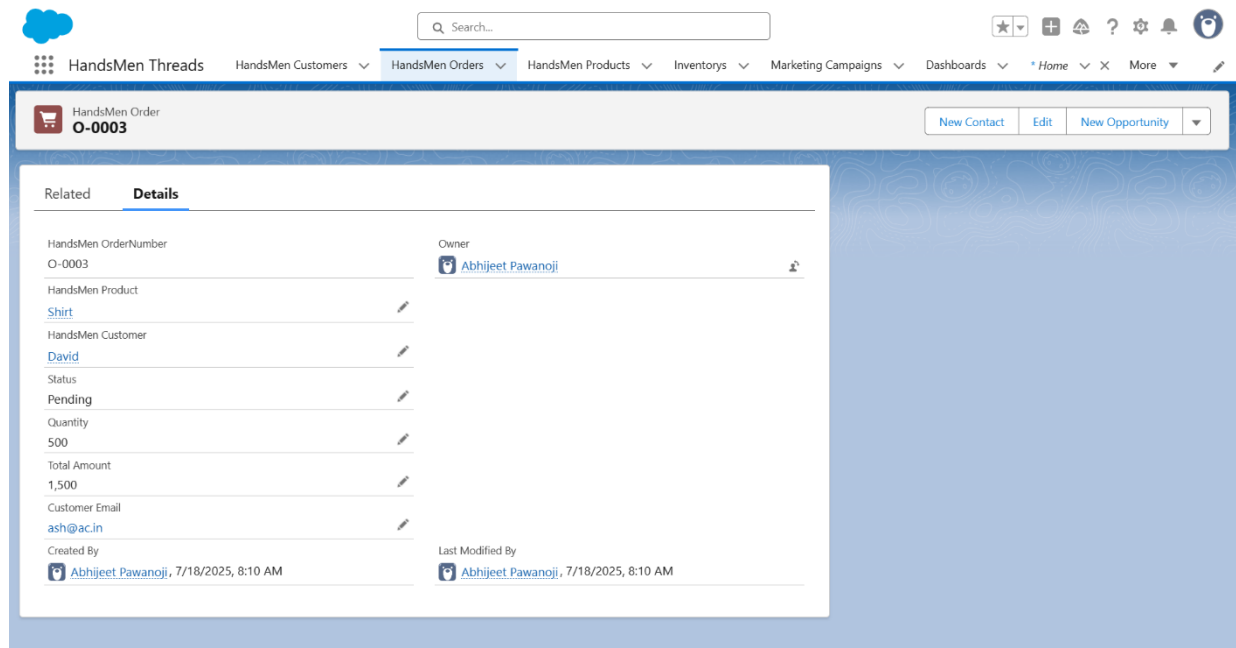 Search...
HandsMen Threads HandsMen Customers HandsMen Orders HandsMen Products Inventorys Marketing Campaigns Dashboards * Home More
HandsMen Order
O-0003
New Contact Edit New Opportunity
Related Details
HandsMen OrderNumber Owner
O-0003 Abhijeet Pawanoji
HandsMen Product
Shirt
HandsMen Customer
David
Status
Pending
Quantity
500
Total Amount
1,500
Customer Email
ash@ac.in
Created By Last Modified By
Abhijeet Pawanoji, 7/18/2025, 8:10 AM Abhijeet Pawanoji, 7/18/2025, 8:10 AM